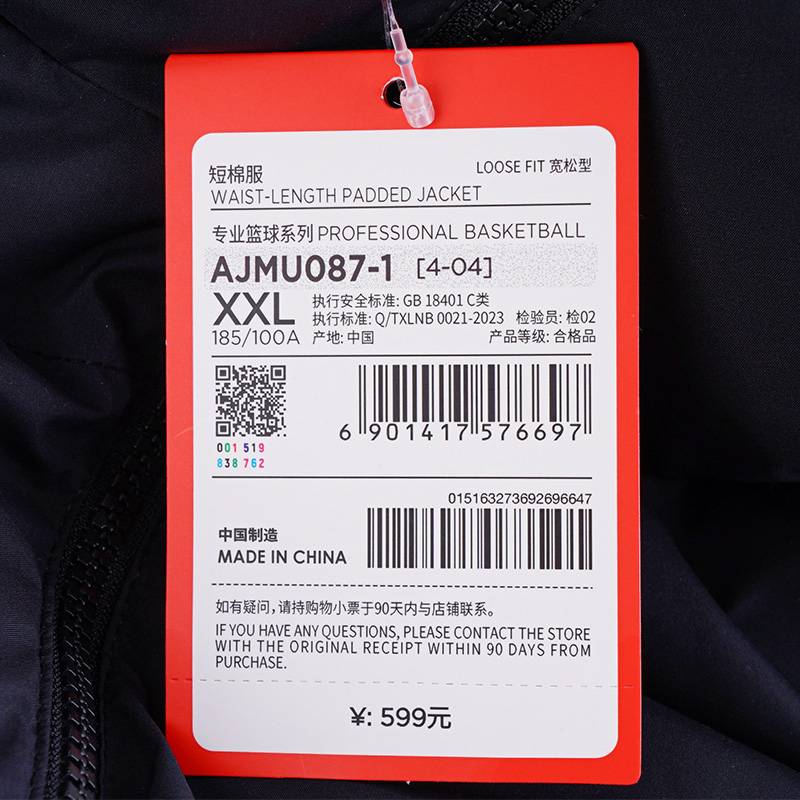 短棉服
LOOSE FIT 宽松型
WAIST-LENGTH PADDED JACKET
专业篮球系列 PROFESSIONAL BASKETBALL
AJMU087-1 [4-04]
XXL
185/100A
执行安全标准: GB 18401 C类
执行标准: Q/TXLNB 0021-2023 检验员: 检02
产地: 中国 产品等级: 合格品
001 519
838 762
6 901417 576697
015163273692696647
中国制造
MADE IN CHINA
如有疑问，请持购物小票于90天内与店铺联系。
IF YOU HAVE ANY QUESTIONS, PLEASE CONTACT THE STORE
WITH THE ORIGINAL RECEIPT WITHIN 90 DAYS FROM
PURCHASE.
¥: 599元